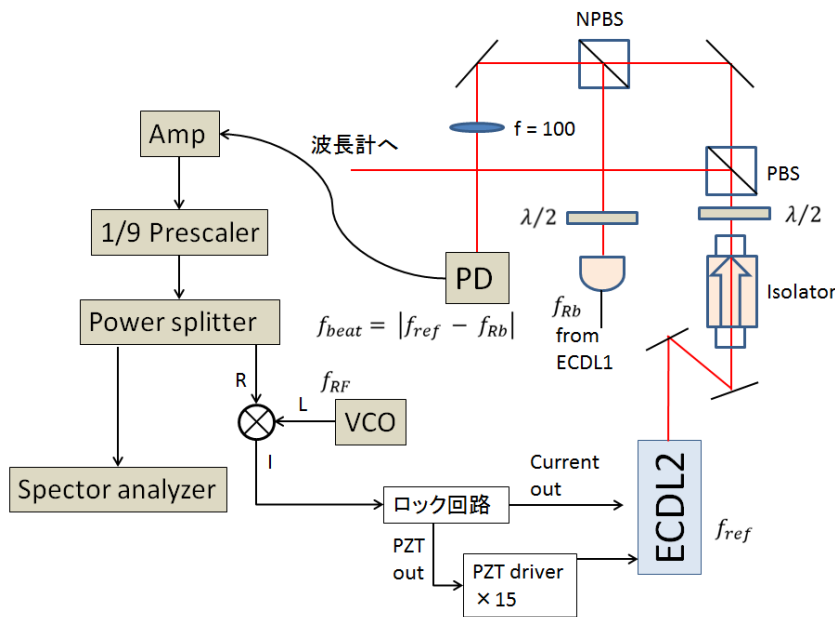 NPBS
Amp
波長計へ
f = 100
PBS
λ/2
λ/2
1/9 Prescaler
PD
Isolator
Power splitter
f_beat = |f_ref − f_Rb|
f_Rb
from
ECDL1
R
f_RF
L
VCO
I
Spector analyzer
Current
out
ロック回路
ECDL2
f_ref
PZT
out
PZT driver
×15